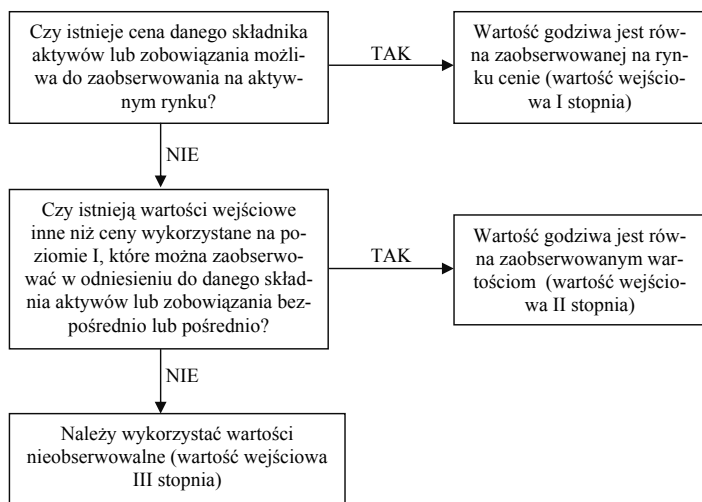 Czy istnieje cena danego składnika
aktywów lub zobowiązania możli-
wa do zaobserwowania na aktyw-
nym rynku?
TAK
Wartość godziwa jest rów-
na zaobserwowanej na ryn-
ku cenie (wartość wejścio-
wa I stopnia)
NIE
Czy istnieją wartości wejściowe
inne niż ceny wykorzystane na po-
ziomie I, które można zaobserwo-
wać w odniesieniu do danego skład-
nia aktywów lub zobowiązania bez-
pośrednio lub pośrednio?
TAK
Wartość godziwa jest rów-
na zaobserwowanym war-
tościom (wartość wejścio-
wa II stopnia)
NIE
Należy wykorzystać wartości
nieobserwowalne (wartość wejściowa
III stopnia)